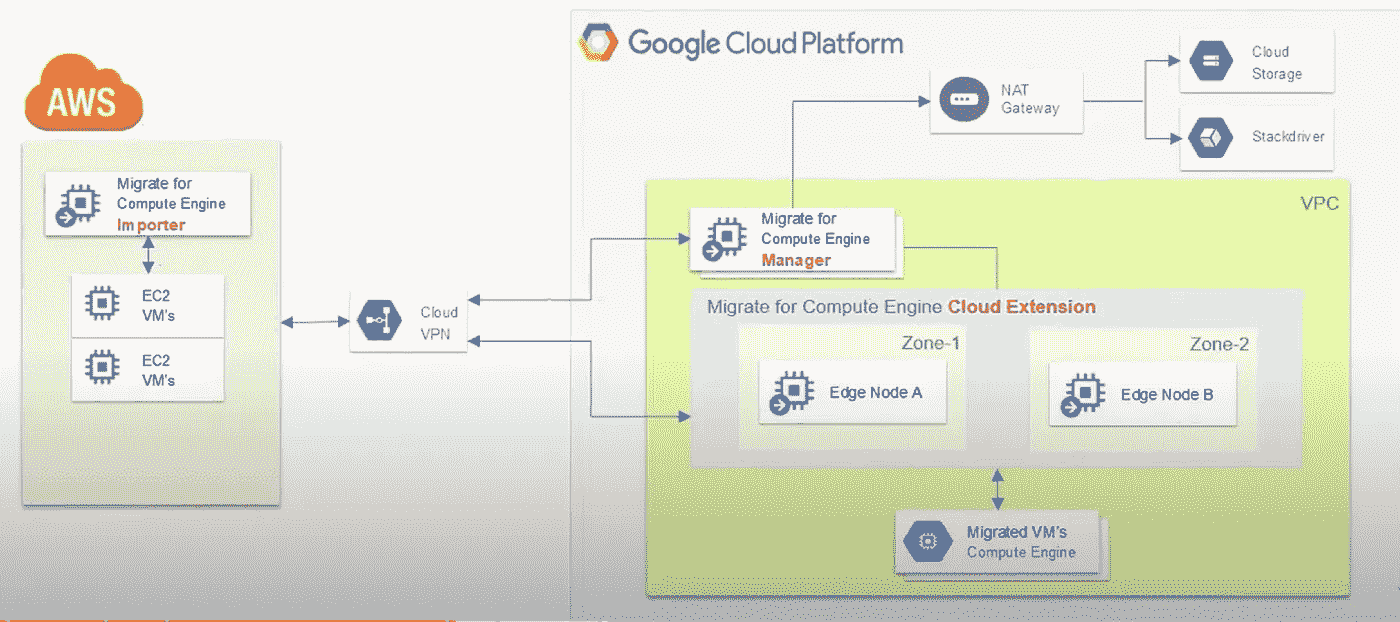 AWS
Migrate for
Compute Engine
Importer
EC2
VM's
EC2
VM's
Cloud
VPN
Google Cloud Platform
NAT
Gateway
Cloud
Storage
Stackdriver
VPC
Migrate for
Compute Engine
Manager
Migrate for Compute Engine Cloud Extension
Zone-1
Edge Node A
Zone-2
Edge Node B
Migrated VM's
Compute Engine